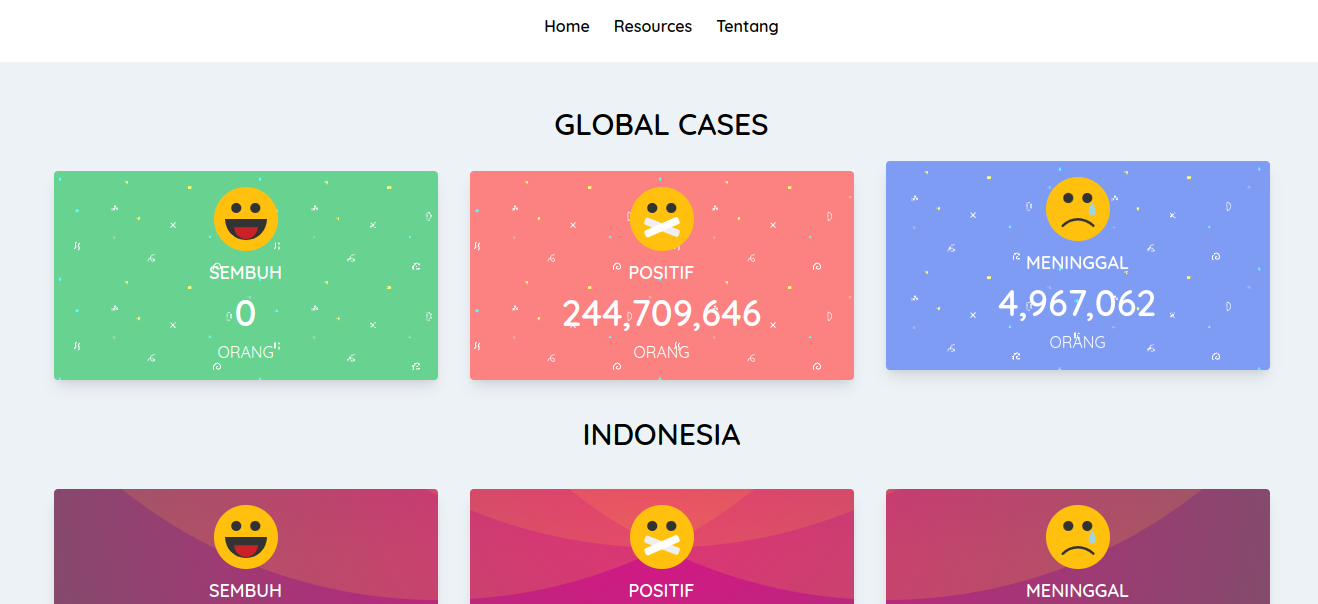 Home Resources Tentang
GLOBAL CASES
SEMBUH
0
ORANG
POSITIF
244,709,646
ORANG
MENINGGAL
4,967,062
ORANG
INDONESIA
SEMBUH
POSITIF
MENINGGAL